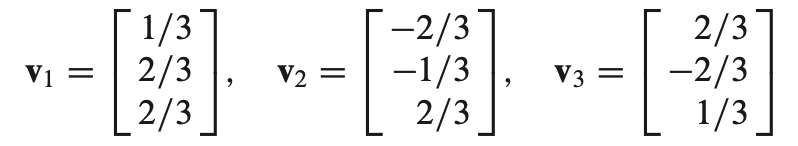 v₁ = [1/3 2/3 2/3], v₂ = [−2/3 −1/3 2/3], v₃ = [2/3 −2/3 1/3]